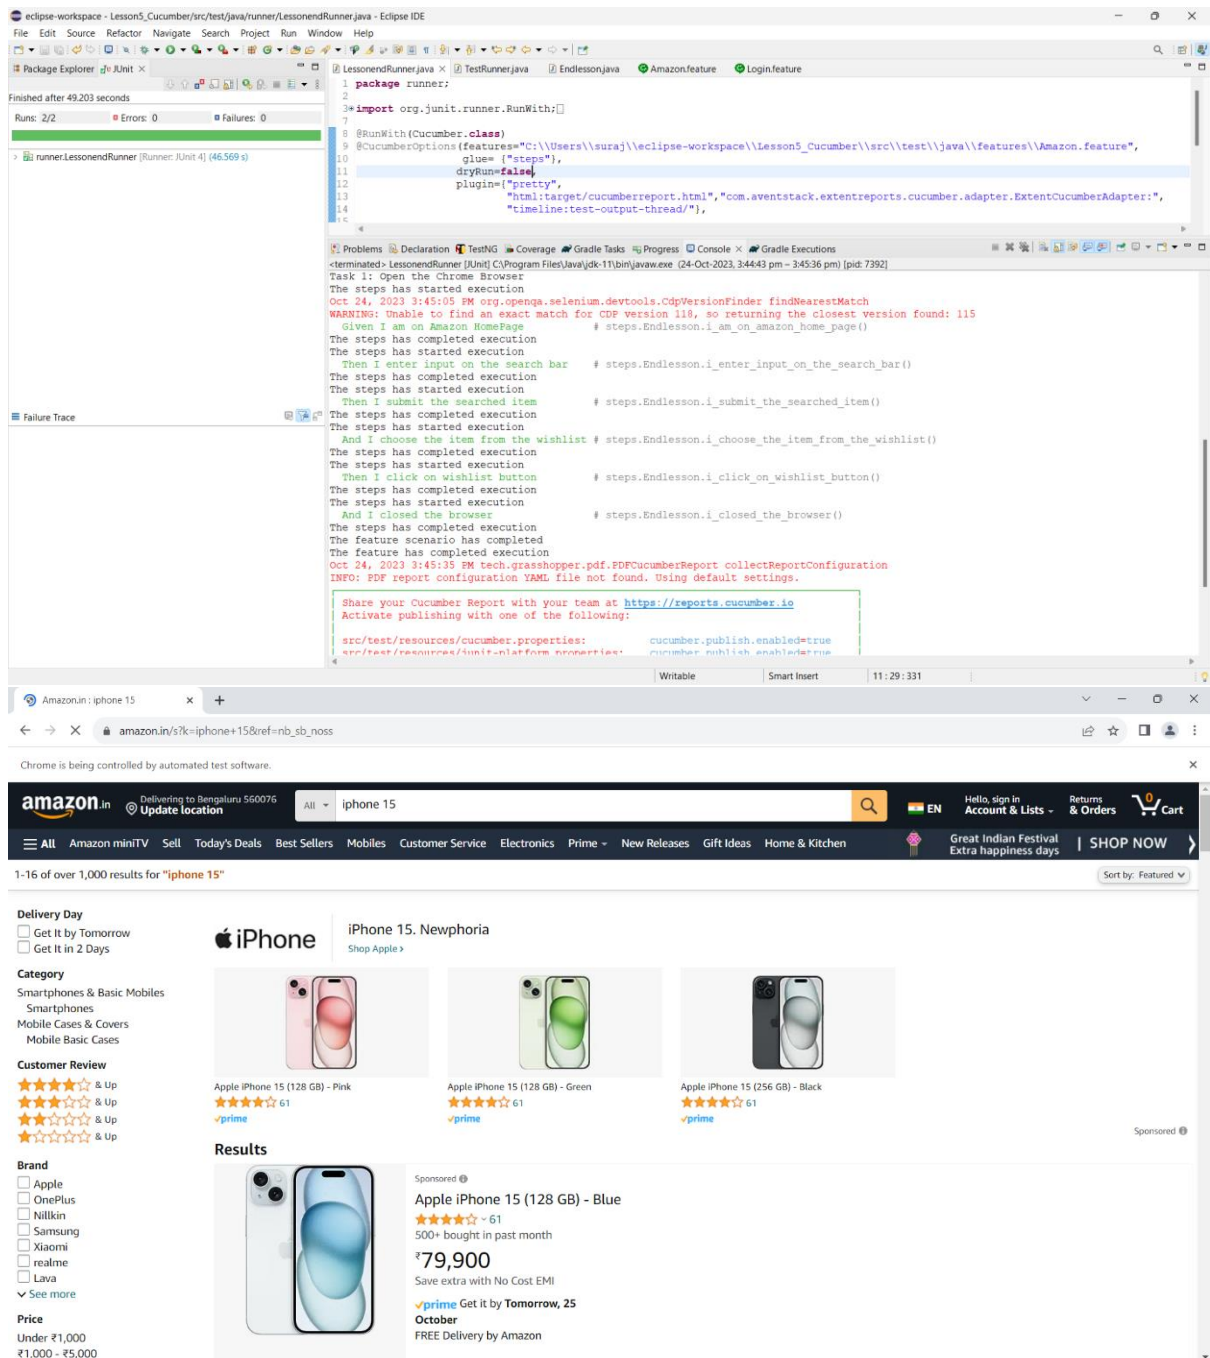 eclipse-workspace - Lesson5_Cucumber/src/test/java/runner/LessonendRunner.java - Eclipse IDE
File Edit Source Refactor Navigate Search Project Run Window Help
Package Explorer JUnit
LessonendRunner.java TestRunner.java Endlesson.java Amazon.feature Login.feature
Finished after 49.203 seconds
Runs: 2/2 Errors: 0 Failures: 0
runner.LessonendRunner [Runner: JUnit 4] (46.569 s)
Failure Trace
1 package runner;
2
3 import org.junit.runner.RunWith;
7
8 @RunWith(Cucumber.class)
9 @CucumberOptions(features="C:\\Users\\suraj\\eclipse-workspace\\Lesson5_Cucumber\\src\\test\\java\\features\\Amazon.feature",
10 glue= {"steps"},
11 dryRun=false,
12 plugin={"pretty",
13 "html:target/cucumberreport.html","com.aventstack.extentreports.cucumber.adapter.ExtentCucumberAdapter:",
14 "timeline:test-output-thread/"},
15
Problems Declaration TestNG Coverage Gradle Tasks Progress Console Gradle Executions
<terminated> LessonendRunner [JUnit] C:\Program Files\Java\jdk-11\bin\javaw.exe (24-Oct-2023, 3:44:43 pm – 3:45:36 pm) [pid: 7392]
Task 1: Open the Chrome Browser
The steps has started execution
Oct 24, 2023 3:45:05 PM org.openqa.selenium.devtools.CdpVersionFinder findNearestMatch
WARNING: Unable to find an exact match for CDP version 118, so returning the closest version found: 115
Given I am on Amazon HomePage # steps.Endlesson.i_am_on_amazon_home_page()
The steps has completed execution
The steps has started execution
Then I enter input on the search bar # steps.Endlesson.i_enter_input_on_the_search_bar()
The steps has completed execution
The steps has started execution
Then I submit the searched item # steps.Endlesson.i_submit_the_searched_item()
The steps has completed execution
The steps has started execution
And I choose the item from the wishlist # steps.Endlesson.i_choose_the_item_from_the_wishlist()
The steps has completed execution
The steps has started execution
Then I click on wishlist button # steps.Endlesson.i_click_on_wishlist_button()
The steps has completed execution
The steps has started execution
And I closed the browser # steps.Endlesson.i_closed_the_browser()
The steps has completed execution
The feature scenario has completed
The feature has completed execution
Oct 24, 2023 3:45:35 PM tech.grasshopper.pdf.PDFCucumberReport collectReportConfiguration
INFO: PDF report configuration YAML file not found. Using default settings.
Share your Cucumber Report with your team at https://reports.cucumber.io
Activate publishing with one of the following:
src/test/resources/cucumber.properties: cucumber.publish.enabled=true
src/test/resources/junit-platform.properties: cucumber.publish.enabled=true
Writable Smart Insert 11 : 29 : 331
Amazon.in : iphone 15
amazon.in/s?k=iphone+15&ref=nb_sb_noss
Chrome is being controlled by automated test software.
amazon.in
Delivering to Bengaluru 560076
Update location
All iphone 15
EN
Hello, sign in
Account & Lists
Returns
& Orders
0
Cart
All Amazon miniTV Sell Today's Deals Best Sellers Mobiles Customer Service Electronics Prime New Releases Gift Ideas Home & Kitchen
Great Indian Festival
Extra happiness days | SHOP NOW
1-16 of over 1,000 results for "iphone 15"
Sort by: Featured
Delivery Day
Get It by Tomorrow
Get It in 2 Days
Category
Smartphones & Basic Mobiles
Smartphones
Mobile Cases & Covers
Mobile Basic Cases
Customer Review
& Up
& Up
& Up
& Up
Brand
Apple
OnePlus
Nillkin
Samsung
Xiaomi
realme
Lava
See more
Price
Under ₹1,000
₹1,000 - ₹5,000
iPhone
iPhone 15. Newphoria
Shop Apple
Apple iPhone 15 (128 GB) - Pink
61
prime
Apple iPhone 15 (128 GB) - Green
61
prime
Apple iPhone 15 (256 GB) - Black
61
prime
Sponsored
Results
Sponsored
Apple iPhone 15 (128 GB) - Blue
61
500+ bought in past month
₹79,900
Save extra with No Cost EMI
prime Get it by Tomorrow, 25
October
FREE Delivery by Amazon